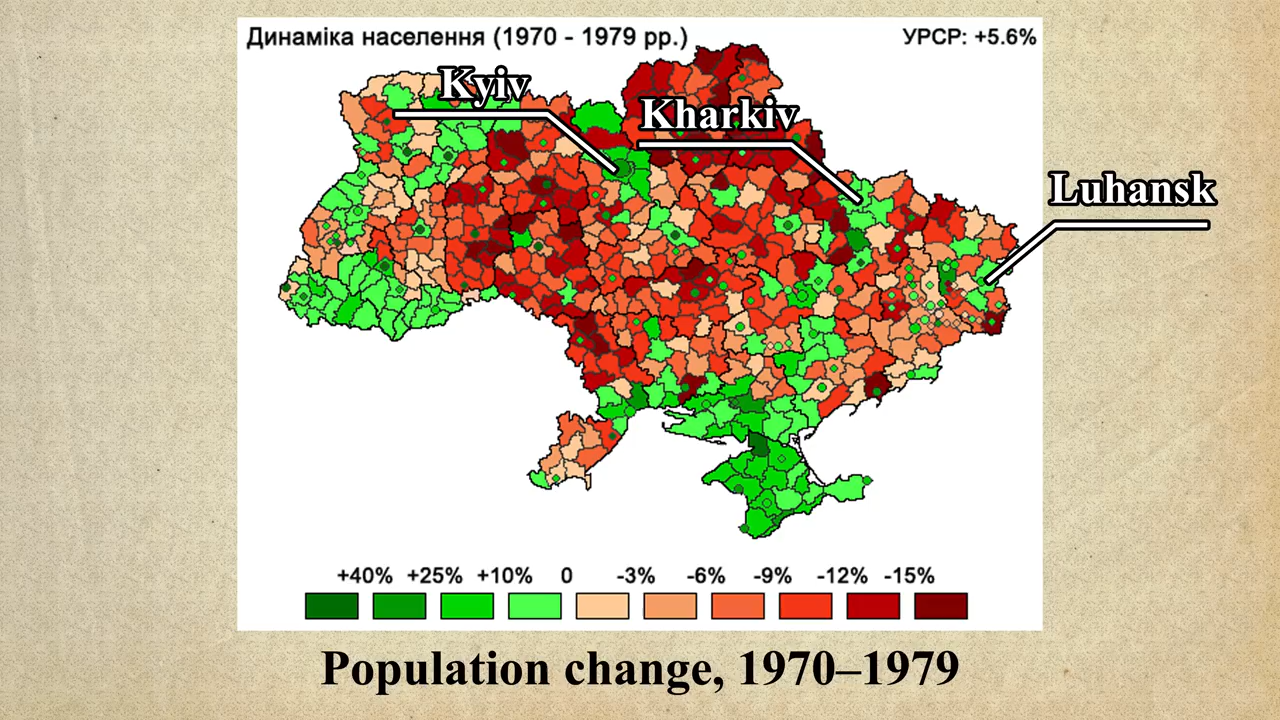 Динаміка населення (1970 - 1979 рр.)
УРСР: +5.6%
Kyiv
Kharkiv
Luhansk
+40% +25% +10% 0 -3% -6% -9% -12% -15%
Population change, 1970–1979